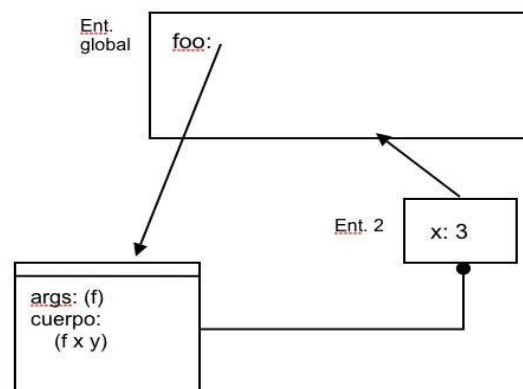 Ent.
global
foo:
Ent. 2
x: 3
args: (f)
cuerpo:
(f x y)